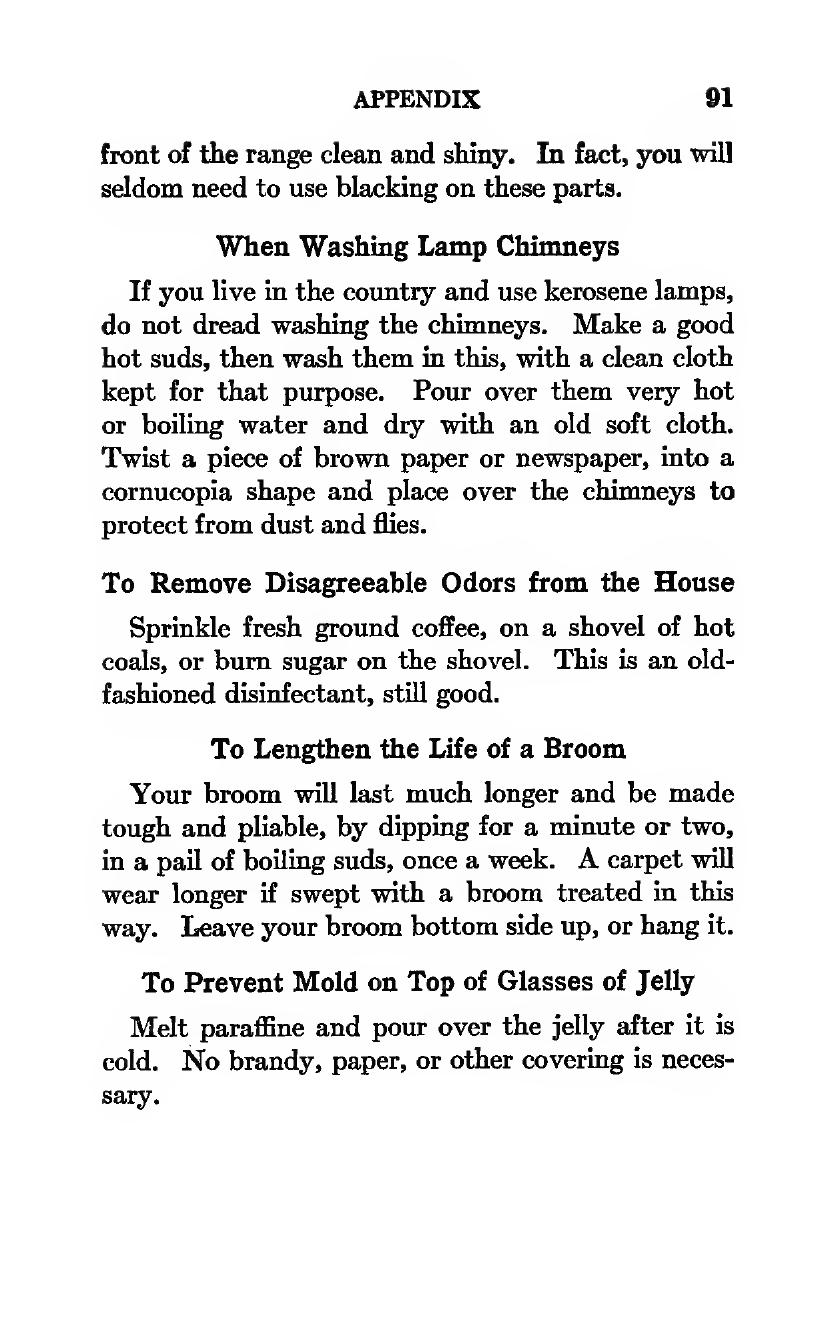 APPENDIX 91
front of the range clean and shiny. In fact, you will
seldom need to use blacking on these parts.
When Washing Lamp Chimneys
If you live in the country and use kerosene lamps,
do not dread washing the chimneys. Make a good
hot suds, then wash them in this, with a clean cloth
kept for that purpose. Pour over them very hot
or boiling water and dry with an old soft cloth.
Twist a piece of brown paper or newspaper, into a
cornucopia shape and place over the chimneys to
protect from dust and flies.
To Remove Disagreeable Odors from the House
Sprinkle fresh ground coffee, on a shovel of hot
coals, or burn sugar on the shovel. This is an old-
fashioned disinfectant, still good.
To Lengthen the Life of a Broom
Your broom will last much longer and be made
tough and pliable, by dipping for a minute or two,
in a pail of boiling suds, once a week. A carpet will
wear longer if swept with a broom treated in this
way. Leave your broom bottom side up, or hang it.
To Prevent Mold on Top of Glasses of Jelly
Melt paraffine and pour over the jelly after it is
cold. No brandy, paper, or other covering is neces-
sary.